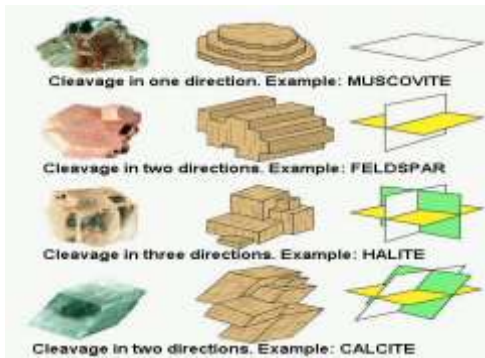 Cleavage in one direction. Example: MUSCOVITE
Cleavage in two directions. Example: FELDSPAR
Cleavage in three directions. Example: HALITE
Cleavage in two directions. Example: CALCITE